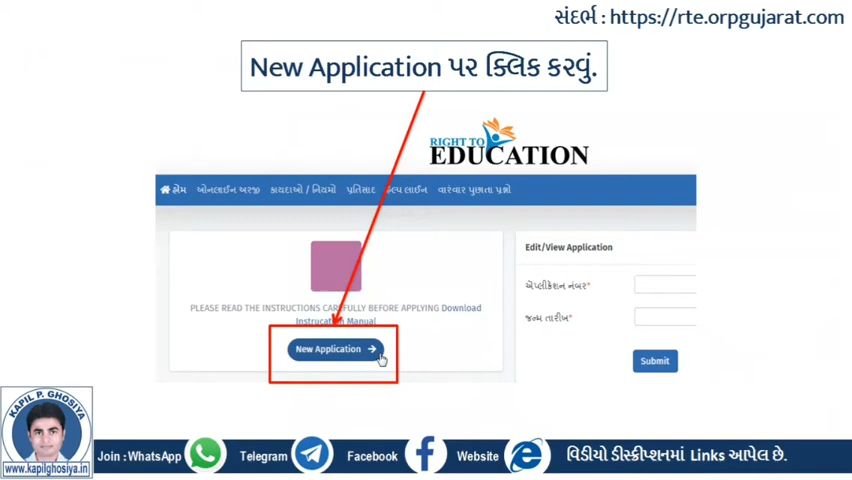 સંદર્ભ : https://rte.orpgujarat.com
New Application પર ક્લિક કરવું.
RIGHT TO
EDUCATION
હોમ ઓનલાઈન અરજી કાયદાઓ / નિયમો પ્રતિસાદ હેલ્પ લાઈન વારંવાર પુછાતા પ્રશ્નો
PLEASE READ THE INSTRUCTIONS CAREFULLY BEFORE APPLYING Download
Instrucation Manual
New Application →
Edit/View Application
એપ્લીકેશન નંબર*
જન્મ તારીખ*
Submit
KAPIL P. GHOSIYA
www.kapilghosiya.in
Join : WhatsApp Telegram Facebook Website વિડીયો ડીસ્ક્રીપ્શનમાં Links આપેલ છે.